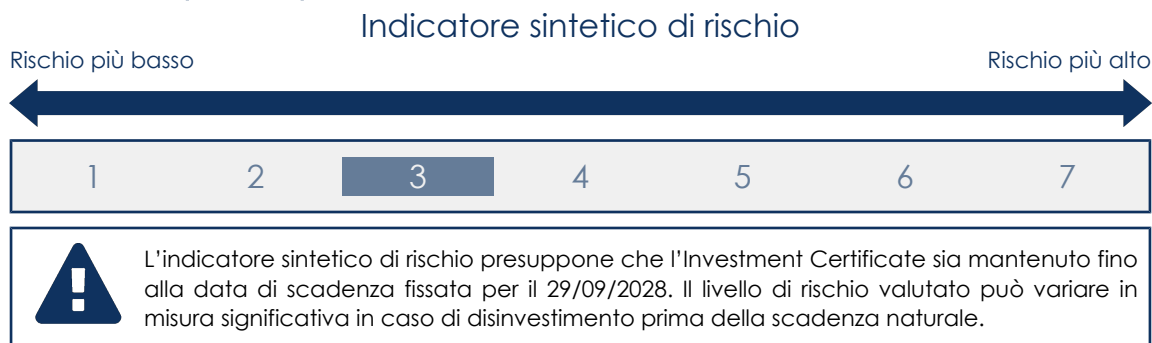 Indicatore sintetico di rischio
Rischio più basso
Rischio più alto
1 2 3 4 5 6 7
L'indicatore sintetico di rischio presuppone che l'Investment Certificate sia mantenuto fino
alla data di scadenza fissata per il 29/09/2028. Il livello di rischio valutato può variare in
misura significativa in caso di disinvestimento prima della scadenza naturale.